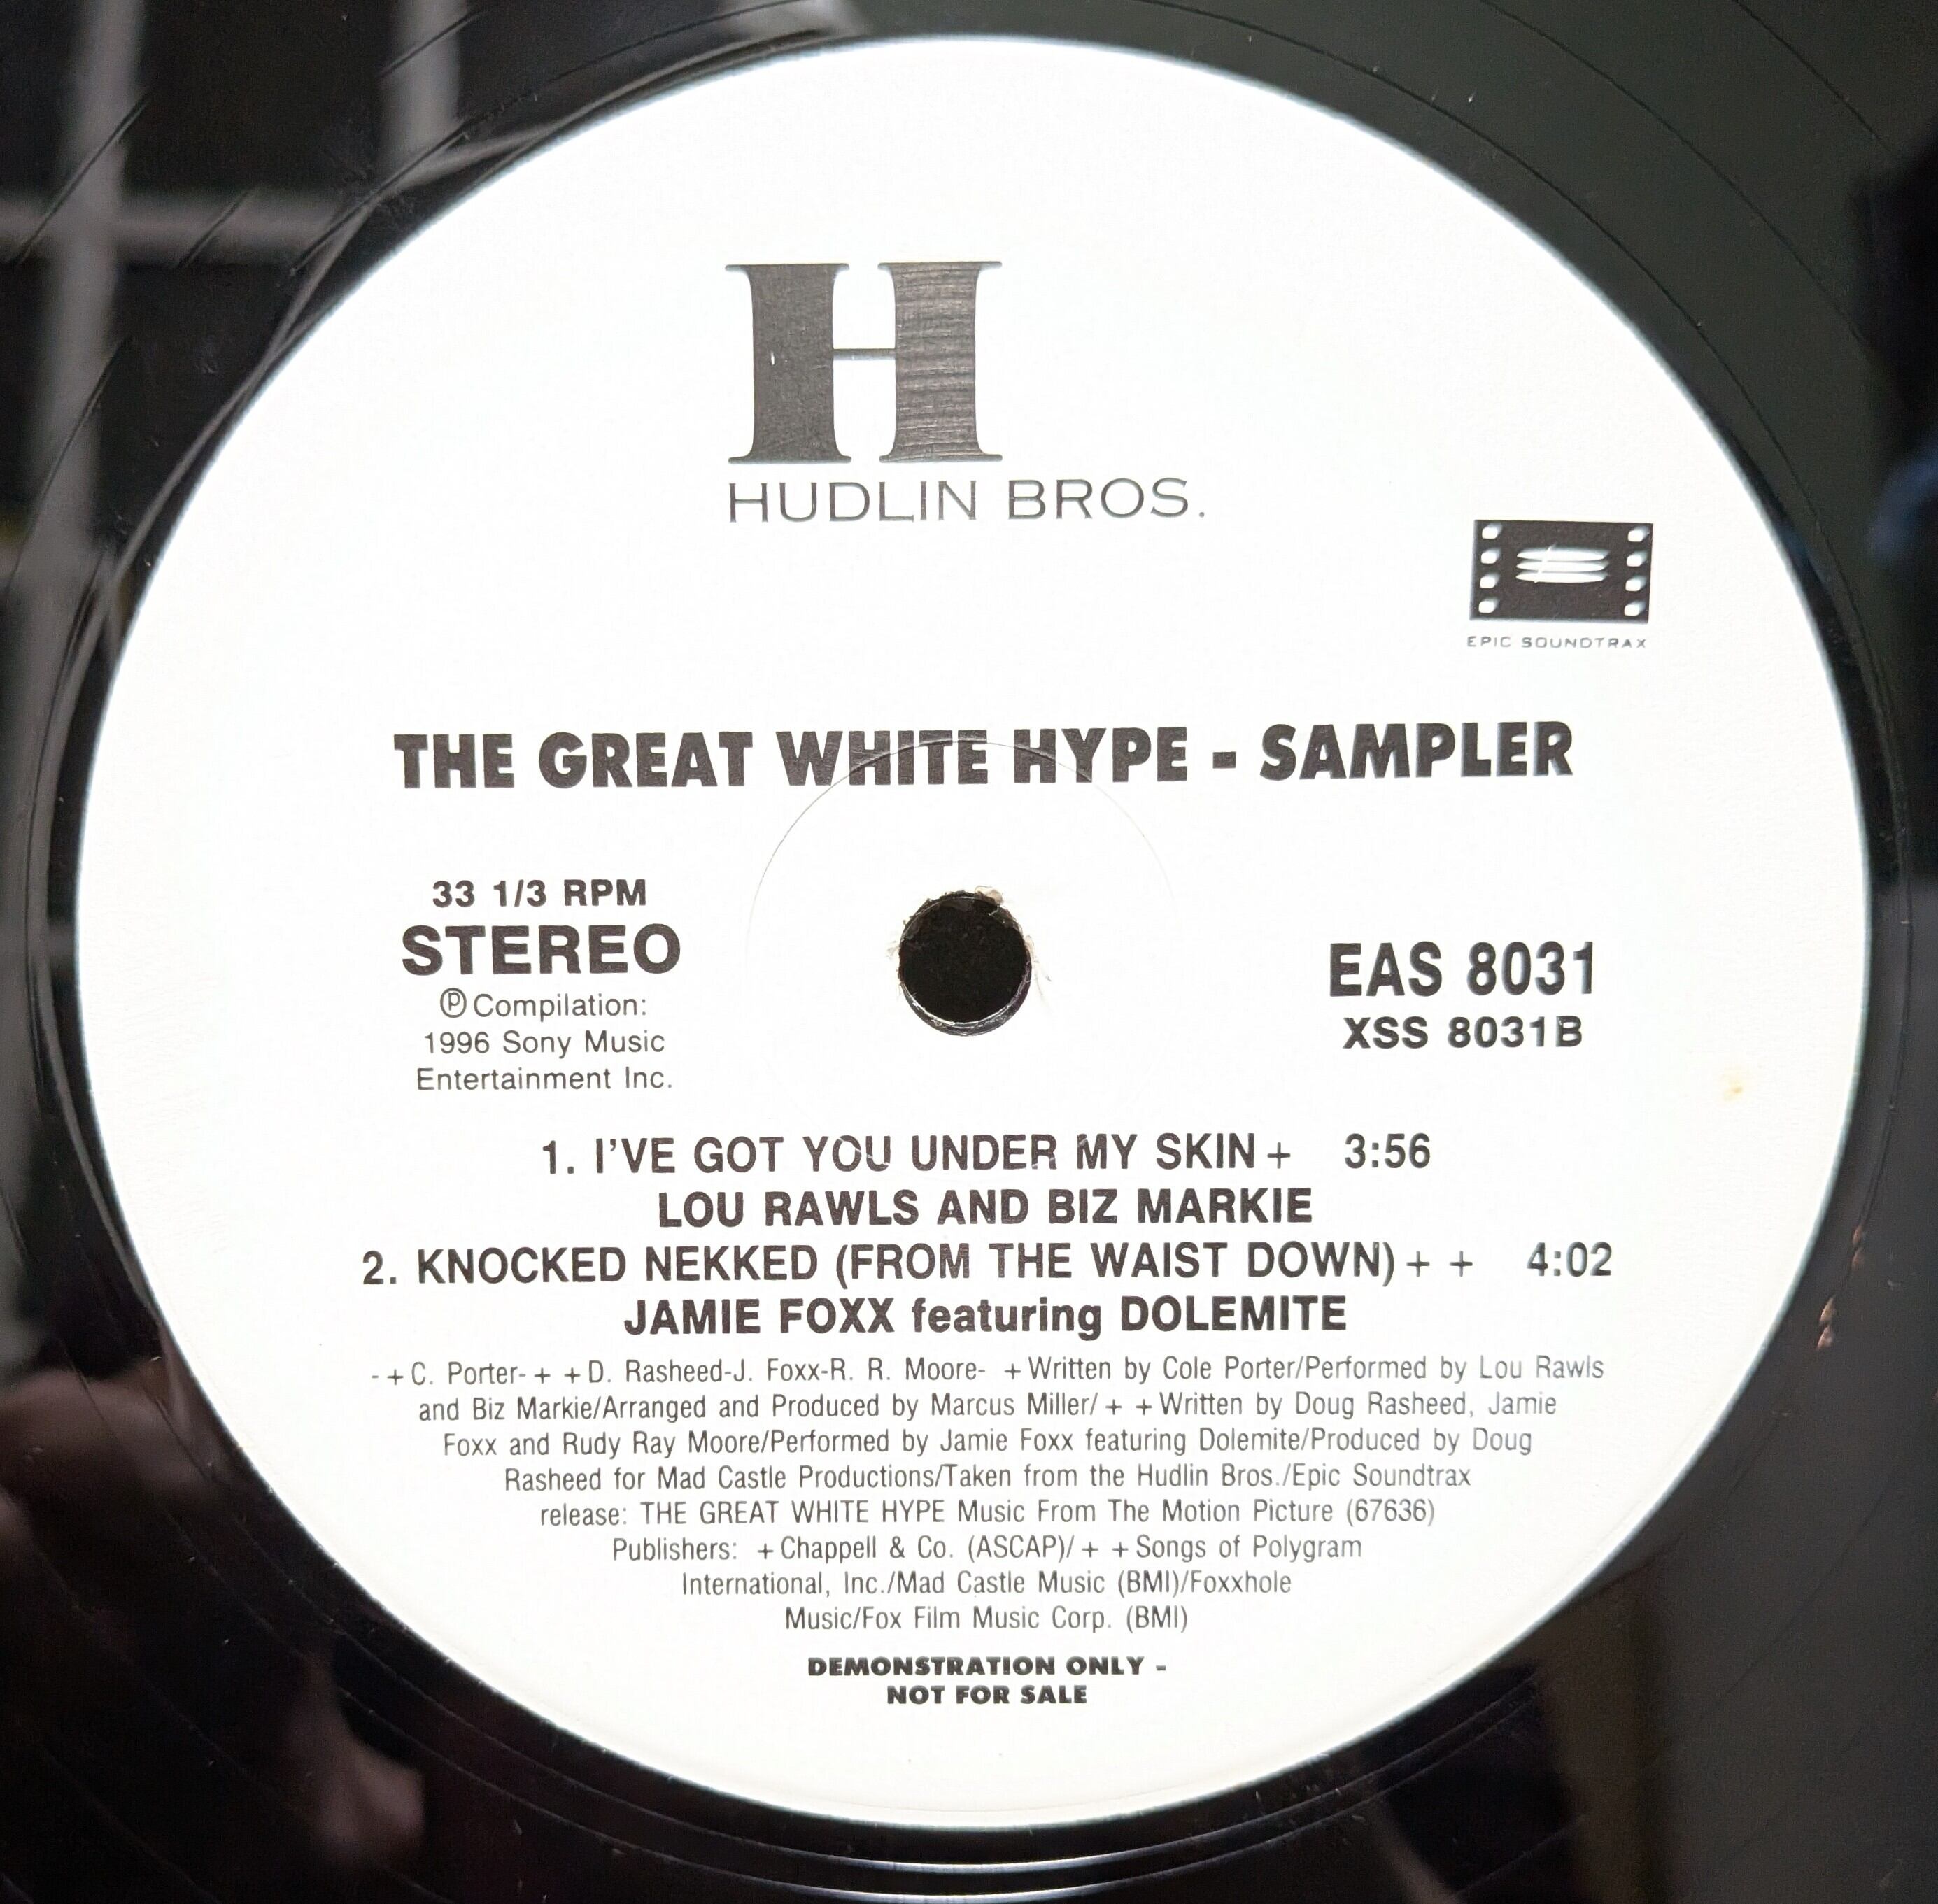 H
HUDLIN BROS.
EPIC SOUNDTRAX
THE GREAT WHITE HYPE - SAMPLER
33 1/3 RPM
STEREO
℗ Compilation:
1996 Sony Music
Entertainment Inc.
EAS 8031
XSS 8031B
1. I'VE GOT YOU UNDER MY SKIN + 3:56
LOU RAWLS AND BIZ MARKIE
2. KNOCKED NEKKED (FROM THE WAIST DOWN) + + 4:02
JAMIE FOXX featuring DOLEMITE
- + C. Porter- + + D. Rasheed-J. Foxx-R. R. Moore- + Written by Cole Porter/Performed by Lou Rawls
and Biz Markie/Arranged and Produced by Marcus Miller/ + + Written by Doug Rasheed, Jamie
Foxx and Rudy Ray Moore/Performed by Jamie Foxx featuring Dolemite/Produced by Doug
Rasheed for Mad Castle Productions/Taken from the Hudlin Bros./Epic Soundtrax
release: THE GREAT WHITE HYPE Music From The Motion Picture (67636)
Publishers: + Chappell & Co. (ASCAP)/ + + Songs of Polygram
International, Inc./Mad Castle Music (BMI)/Foxxhole
Music/Fox Film Music Corp. (BMI)
DEMONSTRATION ONLY -
NOT FOR SALE